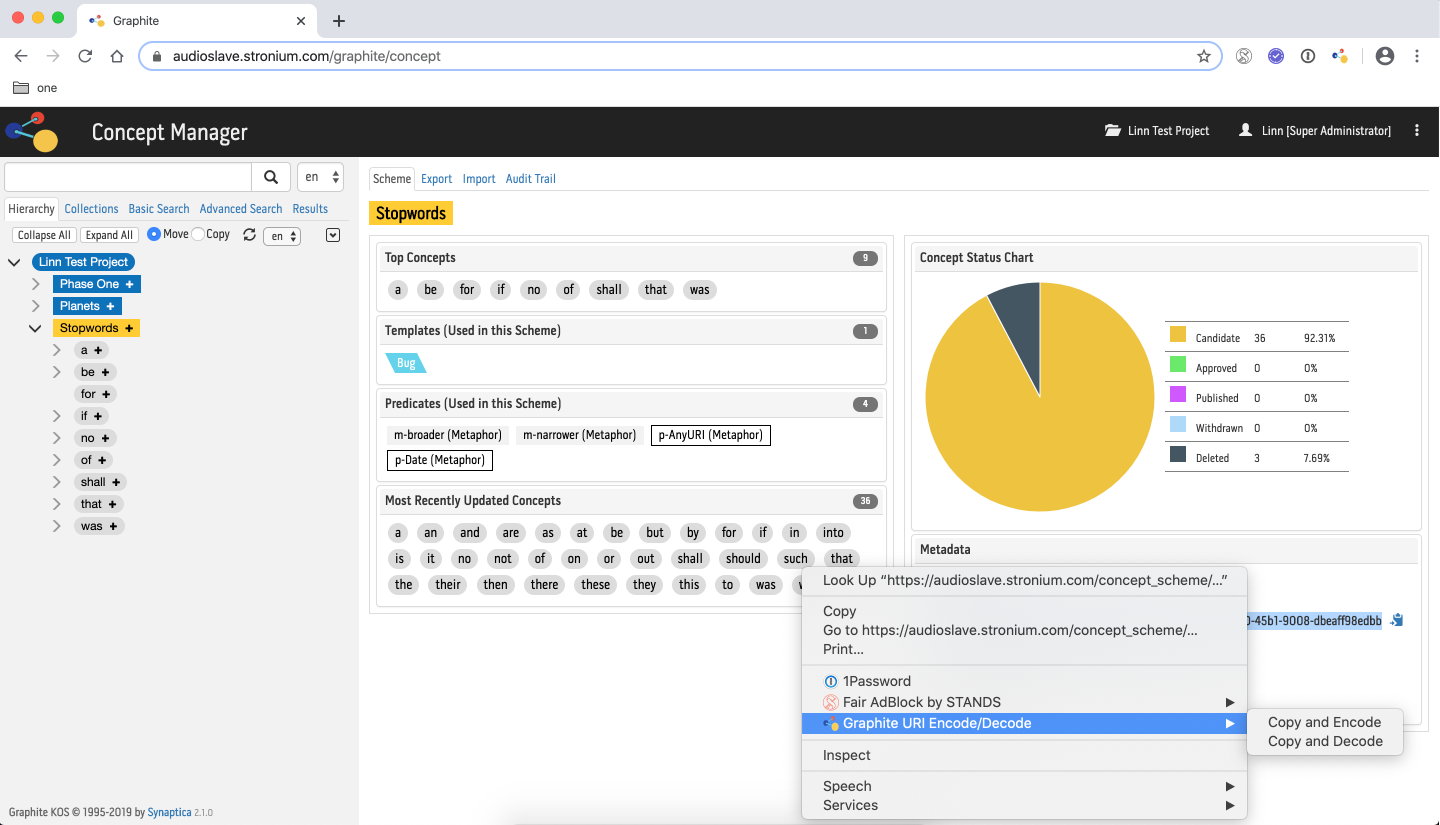 Graphite
audioslave.stronium.com/graphite/concept
one
Concept Manager
Linn Test Project
Linn [Super Administrator]
en
Hierarchy Collections Basic Search Advanced Search Results
Collapse All Expand All Move Copy en
Linn Test Project
Phase One +
Planets +
Stopwords +
a +
be +
for +
if +
no +
of +
shall +
that +
was +
Graphite KOS © 1995-2019 by Synaptica 2.1.0
Scheme Export Import Audit Trail
Stopwords
Top Concepts 9
a be for if no of shall that was
Templates (Used in this Scheme) 1
Bug
Predicates (Used in this Scheme) 4
m-broader (Metaphor) m-narrower (Metaphor) p-AnyURI (Metaphor)
p-Date (Metaphor)
Most Recently Updated Concepts 36
a an and are as at be but by for if in into
is it no not of on or out shall should such that
the their then there these they this to was
Concept Status Chart
Candidate 36 92.31%
Approved 0 0%
Published 0 0%
Withdrawn 0 0%
Deleted 3 7.69%
Metadata
-45b1-9008-dbeaff98edbb
Look Up “https://audioslave.stronium.com/concept_scheme/...”
Copy
Go to https://audioslave.stronium.com/concept_scheme/...
Print...
1Password
Fair AdBlock by STANDS
Graphite URI Encode/Decode
Copy and Encode
Copy and Decode
Inspect
Speech
Services